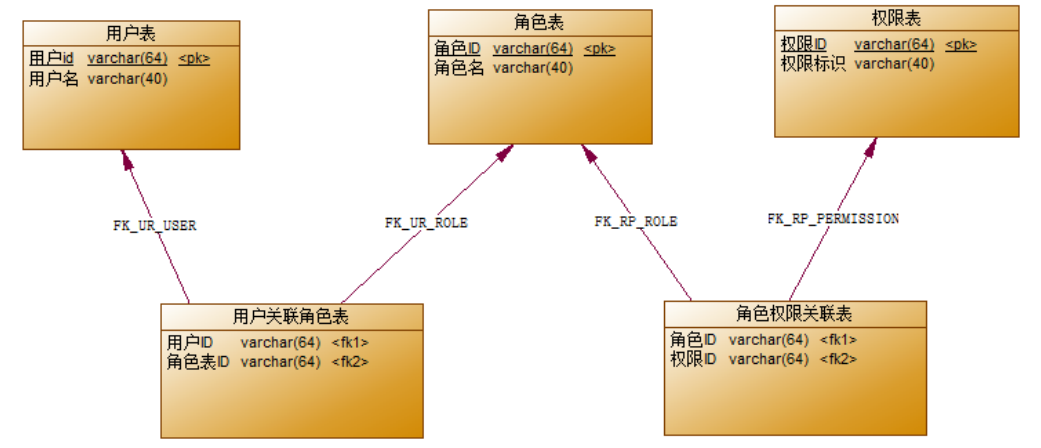 用户表
用户id varchar(64) <pk>
用户名 varchar(40)
角色表
角色ID varchar(64) <pk>
角色名 varchar(40)
权限表
权限ID varchar(64) <pk>
权限标识 varchar(40)
FK_UR_USER
FK_UR_ROLE
FK_RP_ROLE
FK_RP_PERMISSION
用户关联角色表
用户ID varchar(64) <fk1>
角色表ID varchar(64) <fk2>
角色权限关联表
角色ID varchar(64) <fk1>
权限ID varchar(64) <fk2>